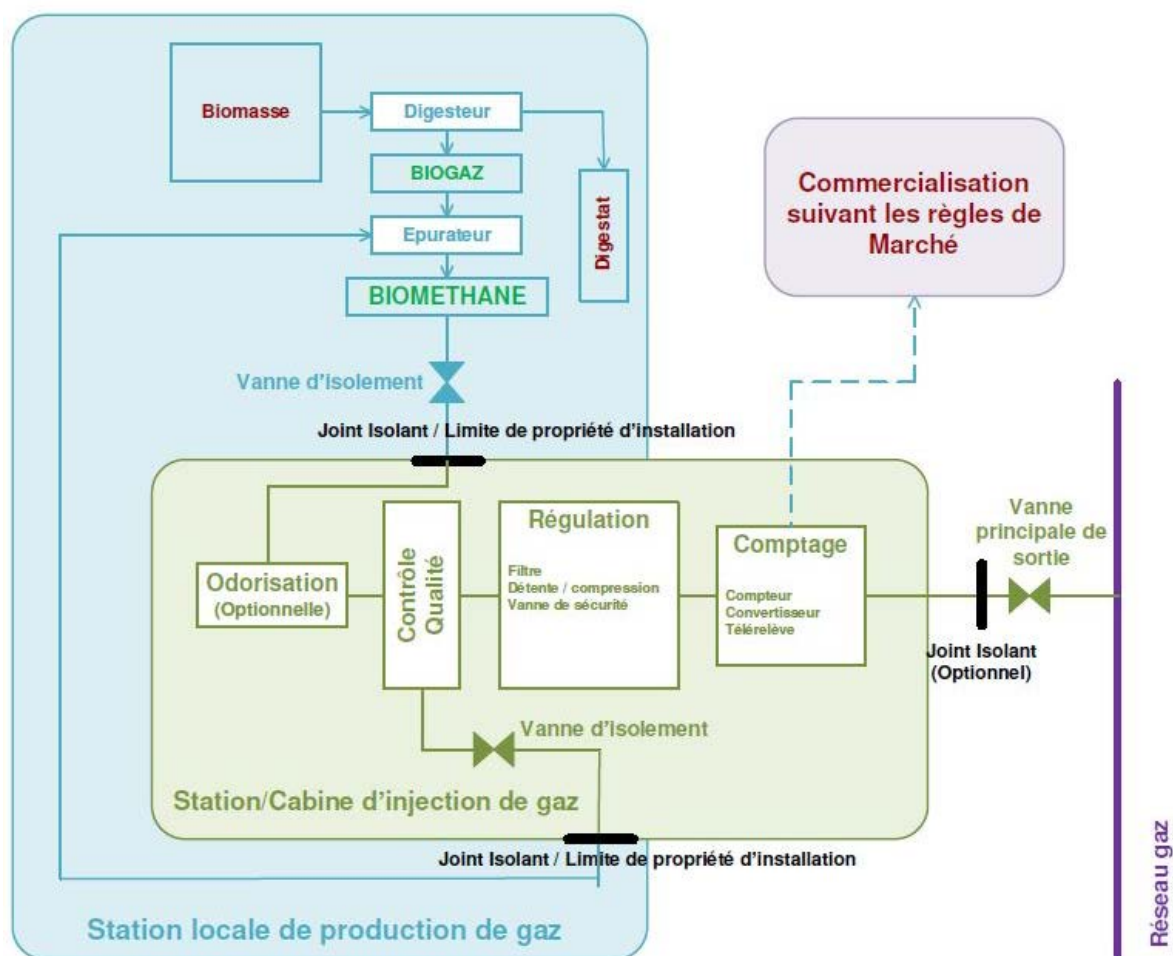 Biomasse
Digesteur
BIOGAZ
Epurateur
BIOMETHANE
Digestat
Commercialisation
suivant les règles de
Marché
Vanne d'isolement
Joint Isolant / Limite de propriété d'installation
Odorisation
(Optionnelle)
Contrôle
Qualité
Régulation
Filtre
Détente / compression
Vanne de sécurité
Comptage
Compteur
Convertisseur
Télérelève
Vanne
principale de
sortie
Joint Isolant
(Optionnel)
Vanne d'isolement
Station/Cabine d'injection de gaz
Joint Isolant / Limite de propriété d'installation
Station locale de production de gaz
Réseau gaz